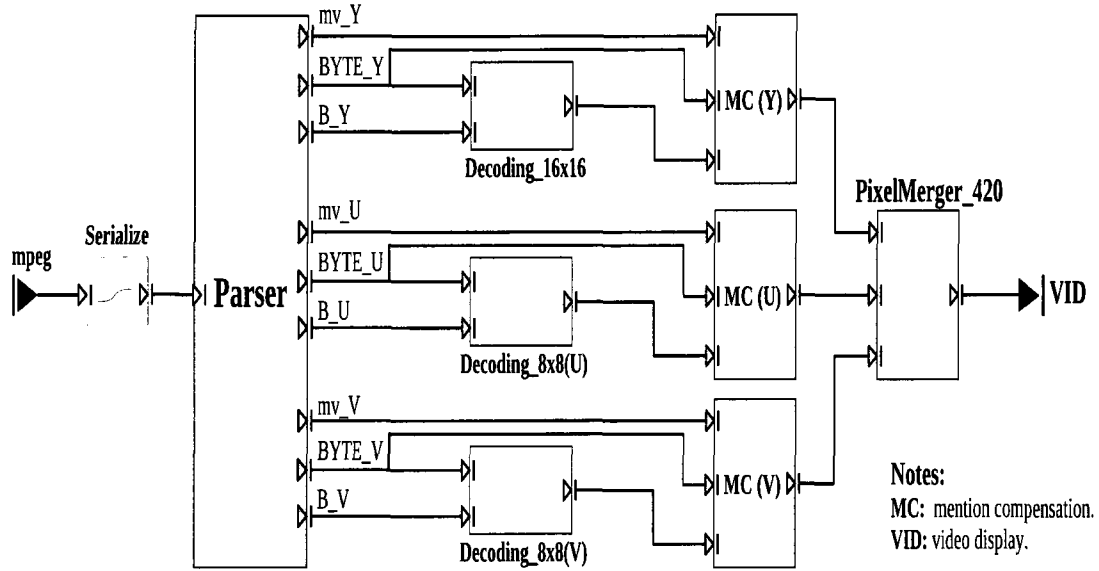 mpeg
Serialize
Parser
mv_Y
BYTE_Y
B_Y
Decoding_16x16
MC (Y)
mv_U
BYTE_U
B_U
Decoding_8x8(U)
MC (U)
mv_V
BYTE_V
B_V
Decoding_8x8(V)
MC (V)
PixelMerger_420
VID
Notes:
MC: mention compensation.
VID: video display.